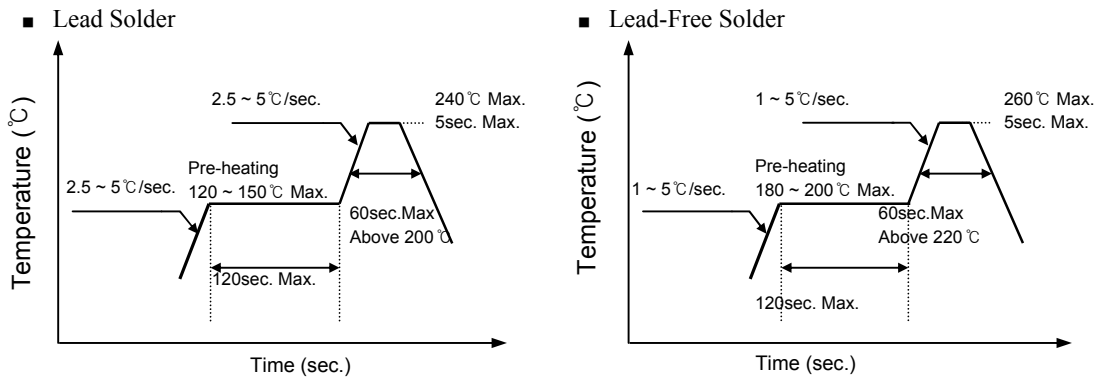 ■ Lead Solder
Temperature (℃)
2.5 ~ 5℃/sec.
240℃ Max.
5sec. Max.
2.5 ~ 5℃/sec.
Pre-heating
120 ~ 150℃ Max.
60sec.Max
Above 200℃
120sec. Max.
Time (sec.)
■ Lead-Free Solder
Temperature (℃)
1 ~ 5℃/sec.
260℃ Max.
5sec. Max.
1 ~ 5℃/sec.
Pre-heating
180 ~ 200℃ Max.
60sec.Max
Above 220℃
120sec. Max.
Time (sec.)